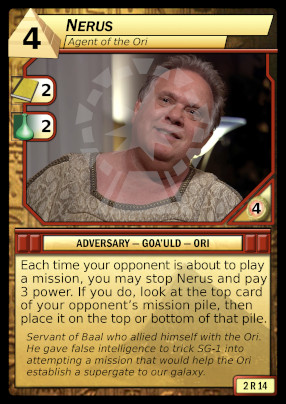 4
Nerus
Agent of the Ori
2
2
4
ADVERSARY – GOA'ULD – ORI
Each time your opponent is about to play
a mission, you may stop Nerus and pay
3 power. If you do, look at the top card
of your opponent's mission pile, then
place it on the top or bottom of that pile.
Servant of Baal who allied himself with the Ori.
He gave false intelligence to trick SG-1 into
attempting a mission that would help the Ori
establish a supergate to our galaxy.
2 R 14